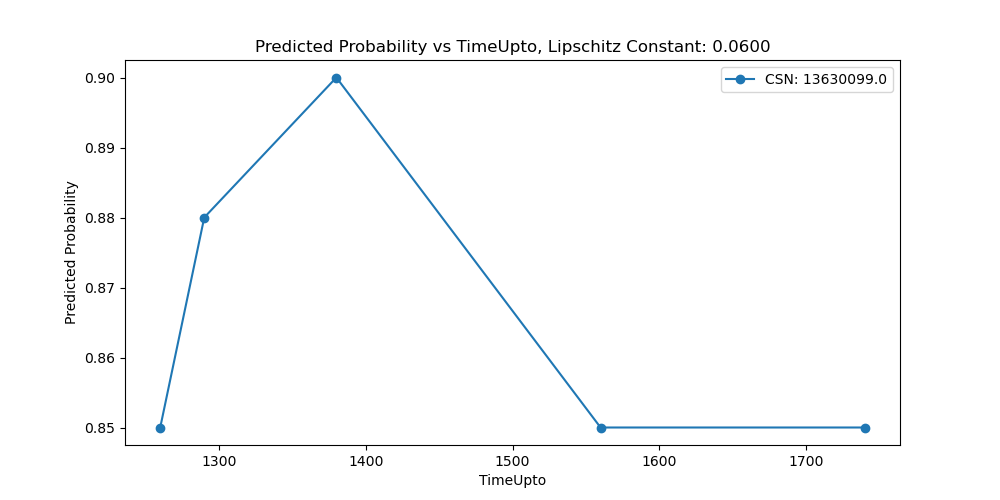 Predicted Probability vs TimeUpto, Lipschitz Constant: 0.0600
CSN: 13630099.0
0.90
0.89
0.88
0.87
0.86
0.85
Predicted Probability
1300 1400 1500 1600 1700
TimeUpto